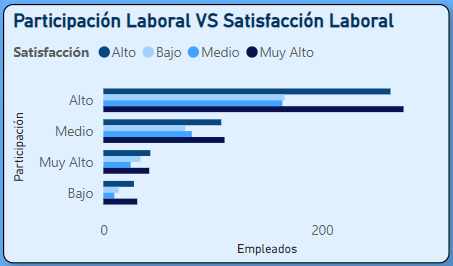 Participación Laboral VS Satisfacción Laboral
Satisfacción Alto Bajo Medio Muy Alto
Participación
Alto
Medio
Muy Alto
Bajo
0 200
Empleados